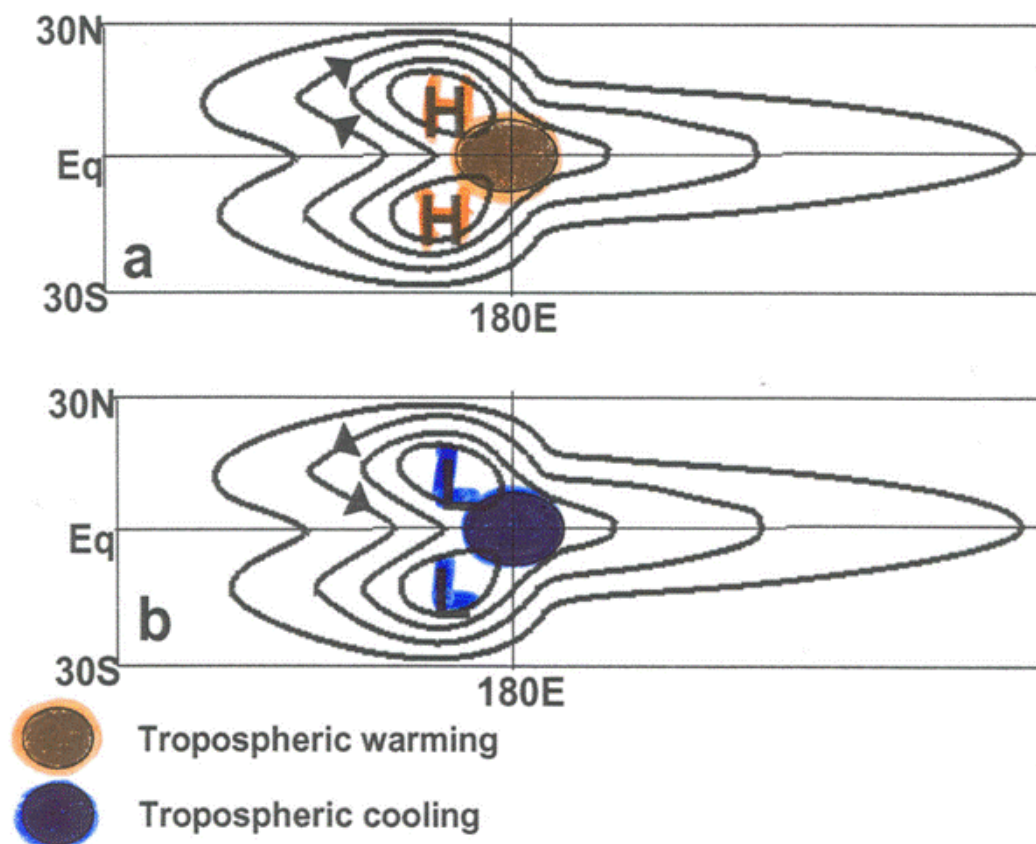 30N
H
Eq
H
a
30S
180E
30N
L
Eq
L
b
30S
180E
Tropospheric warming
Tropospheric cooling